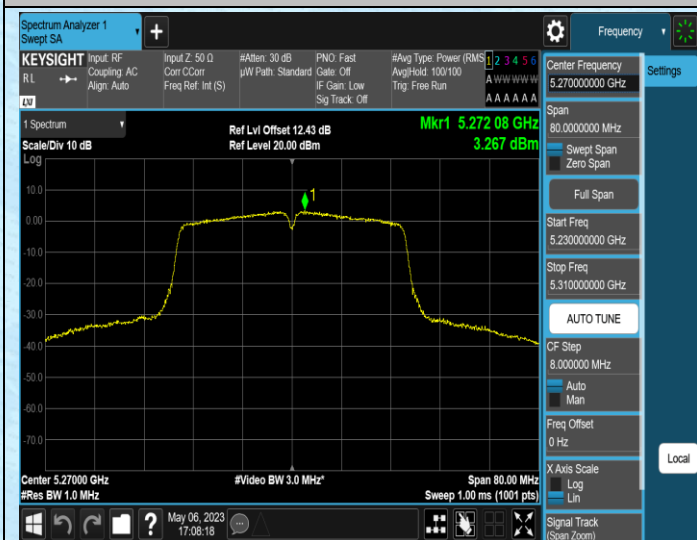 Spectrum Analyzer 1
Swept SA
Frequency
KEYSIGHT
RL
LXI
Input: RF
Coupling: AC
Align: Auto
Input Z: 50 Ω
Corr CCorr
Freq Ref: Int (S)
#Atten: 30 dB
µW Path: Standard
PNO: Fast
Gate: Off
IF Gain: Low
Sig Track: Off
#Avg Type: Power (RMS
Avg|Hold: 100/100
Trig: Free Run
1 2 3 4 5 6
A W W W W W
A A A A A A
1 Spectrum
Scale/Div 10 dB
Log
Ref Lvl Offset 12.43 dB
Ref Level 20.00 dBm
Mkr1 5.272 08 GHz
3.267 dBm
1
10.0
0.00
-10.0
-20.0
-30.0
-40.0
-50.0
-60.0
-70.0
Center 5.27000 GHz
#Res BW 1.0 MHz
#Video BW 3.0 MHz*
Span 80.00 MHz
Sweep 1.00 ms (1001 pts)
May 06, 2023
17:08:18
Center Frequency
5.270000000 GHz
Settings
Span
80.0000000 MHz
Swept Span
Zero Span
Full Span
Start Freq
5.230000000 GHz
Stop Freq
5.310000000 GHz
AUTO TUNE
CF Step
8.000000 MHz
Auto
Man
Freq Offset
0 Hz
X Axis Scale
Log
Lin
Local
Signal Track
(Span Zoom)